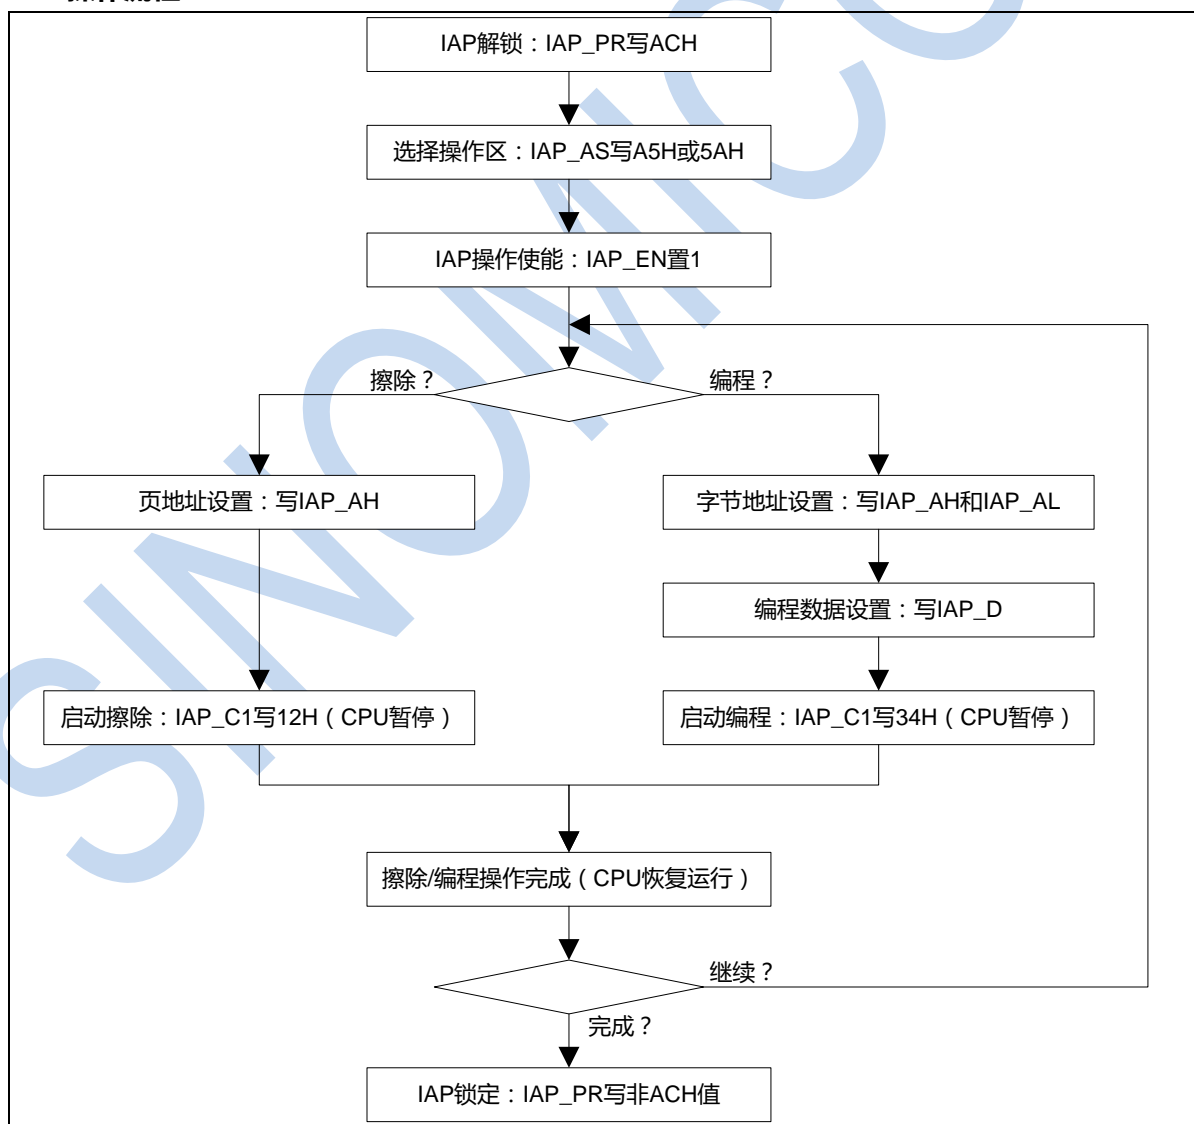 IAP解锁：IAP_PR写ACH
选择操作区：IAP_AS写A5H或5AH
IAP操作使能：IAP_EN置1
擦除？
编程？
页地址设置：写IAP_AH
字节地址设置：写IAP_AH和IAP_AL
编程数据设置：写IAP_D
启动擦除：IAP_C1写12H（CPU暂停）
启动编程：IAP_C1写34H（CPU暂停）
擦除/编程操作完成（CPU恢复运行）
继续？
完成？
IAP锁定：IAP_PR写非ACH值
SINOMICO